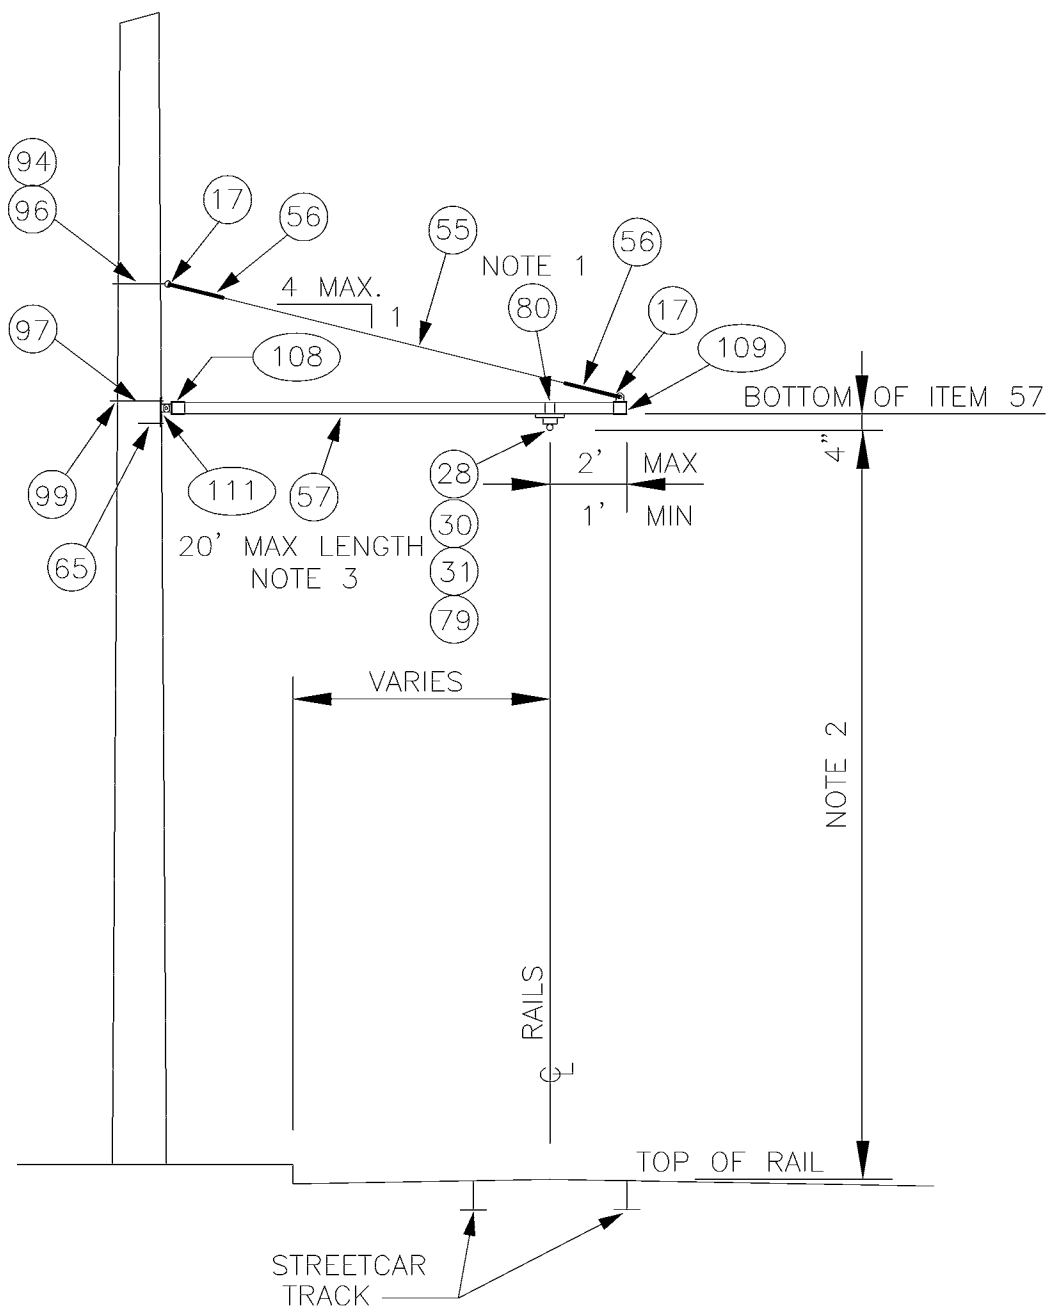 94
96
17
56
55
NOTE 1
56
4 MAX.
1
80
17
97
108
109
BOTTOM OF ITEM 57
4"
99
111
57
28
2' MAX
1' MIN
30
31
79
65
20' MAX LENGTH
NOTE 3
VARIES
NOTE 2
RAILS
CL
TOP OF RAIL
STREETCAR
TRACK